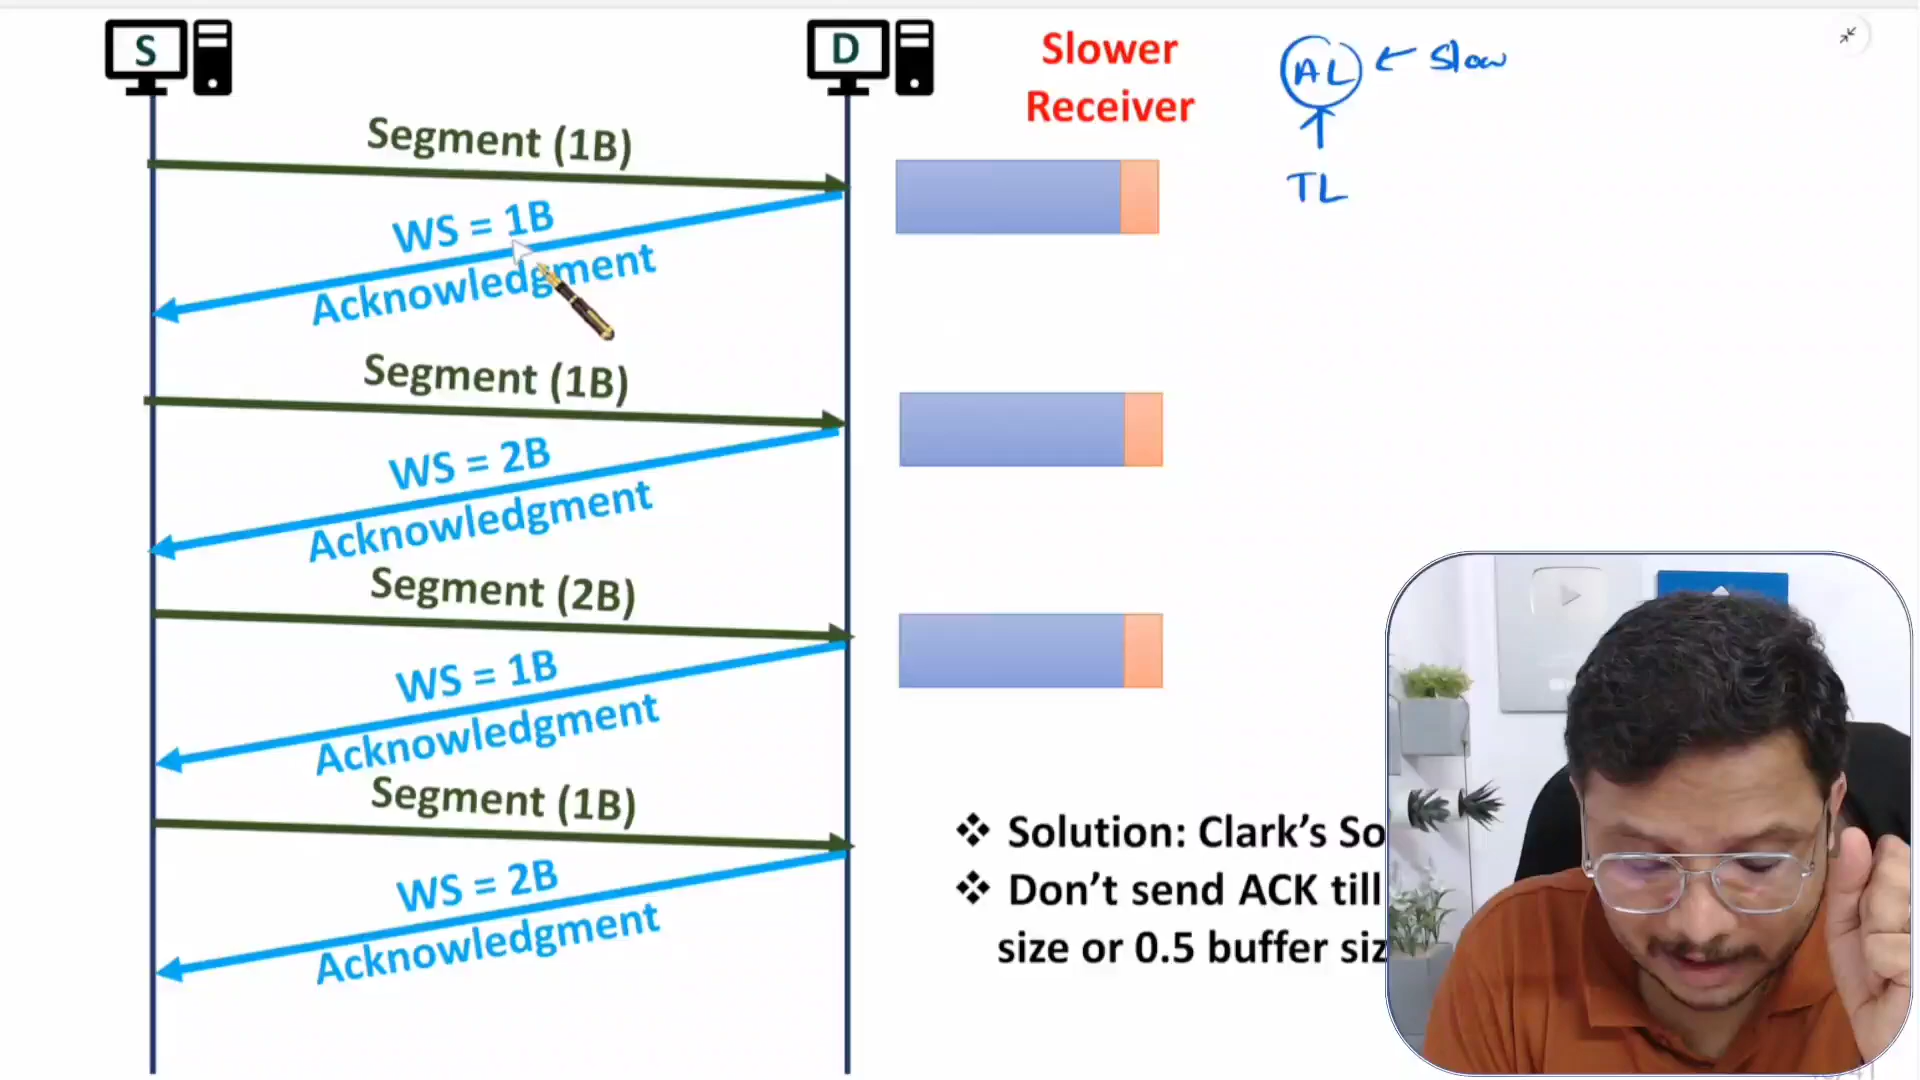 S
D
Slower
Receiver
AL ← Slow
↑
TL
Segment (1B)
WS = 1B
Acknowledgment
Segment (1B)
WS = 2B
Acknowledgment
Segment (2B)
WS = 1B
Acknowledgment
Segment (1B)
WS = 2B
Acknowledgment
❖ Solution: Clark’s So
❖ Don’t send ACK till
size or 0.5 buffer siz